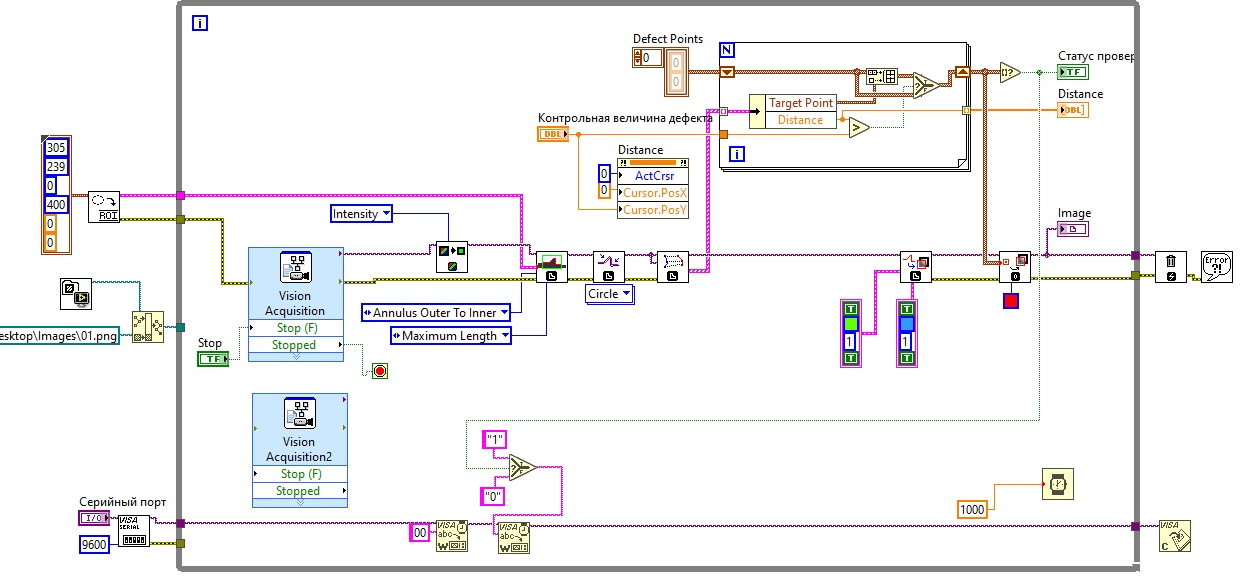 i
Defect Points
0
0
0
N
Статус провер
TF
Target Point
Distance
>
Distance
DBL
Контрольная величина дефекта
DBL
i
Distance
0
ActCrsr
0
Cursor.PosX
Cursor.PosY
305
239
0
400
0
0
ROI
Intensity
Image
Vision
Acquisition
Stop (F)
Stopped
Error
?!
Circle
Annulus Outer To Inner
Maximum Length
esktop\Images\01.png
Stop
TF
T
1
T
T
1
T
Vision
Acquisition2
Stop (F)
Stopped
"1"
"0"
1000
Серийный порт
I/O
VISA
SERIAL
9600
00
VISA
abc
W
VISA
abc
W
VISA
C